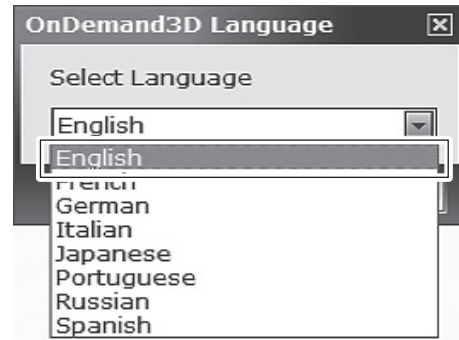 OnDemand3D Language
Select Language
English
English
French
German
Italian
Japanese
Portuguese
Russian
Spanish